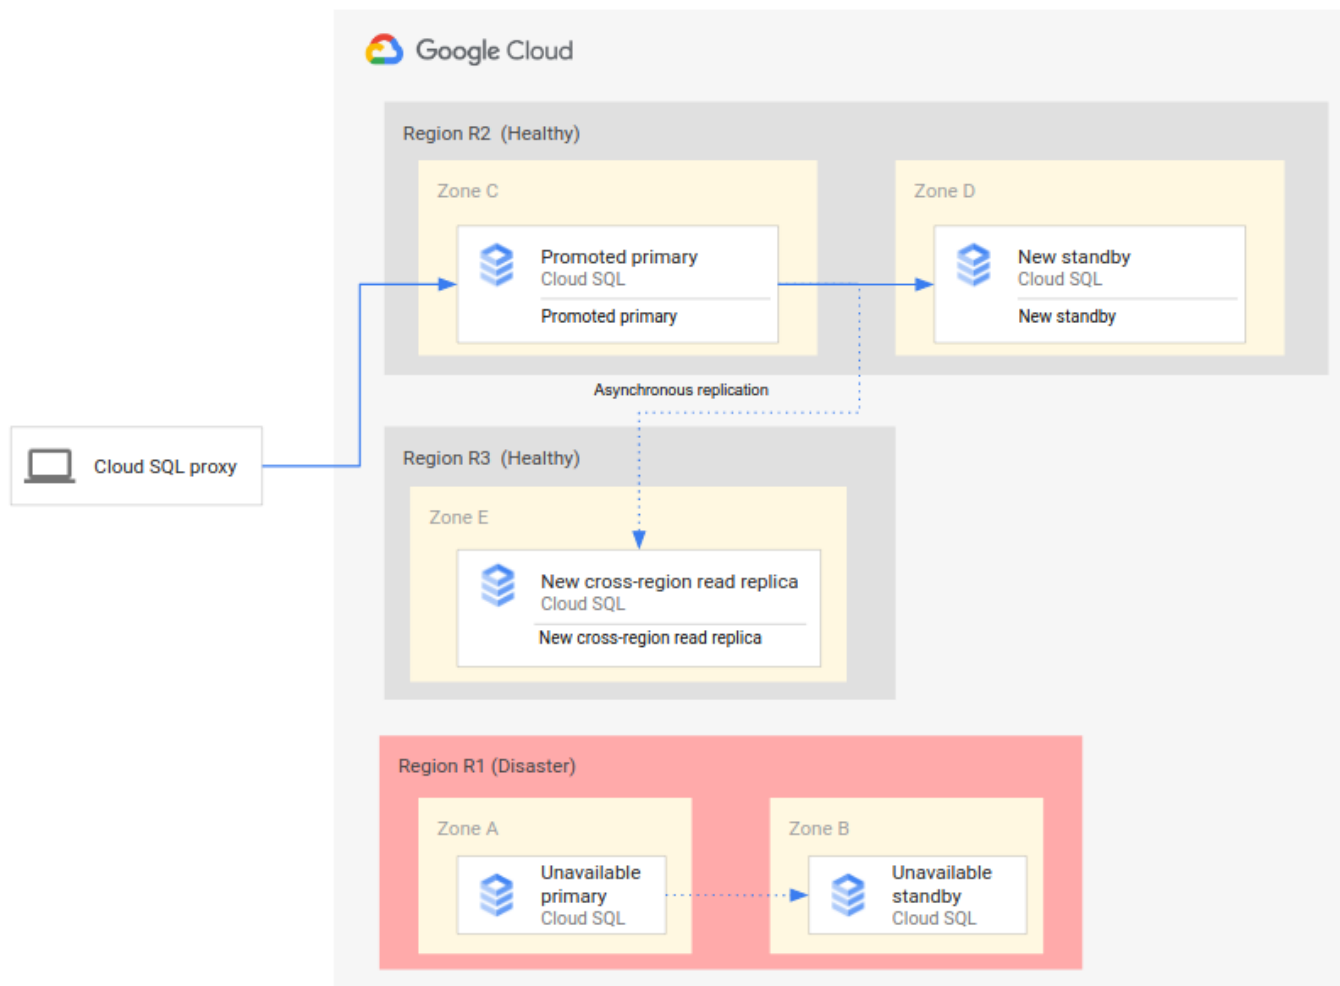 Google Cloud
Region R2 (Healthy)
Zone C
Promoted primary
Cloud SQL
Promoted primary
Zone D
New standby
Cloud SQL
New standby
Asynchronous replication
Cloud SQL proxy
Region R3 (Healthy)
Zone E
New cross-region read replica
Cloud SQL
New cross-region read replica
Region R1 (Disaster)
Zone A
Unavailable
primary
Cloud SQL
Zone B
Unavailable
standby
Cloud SQL